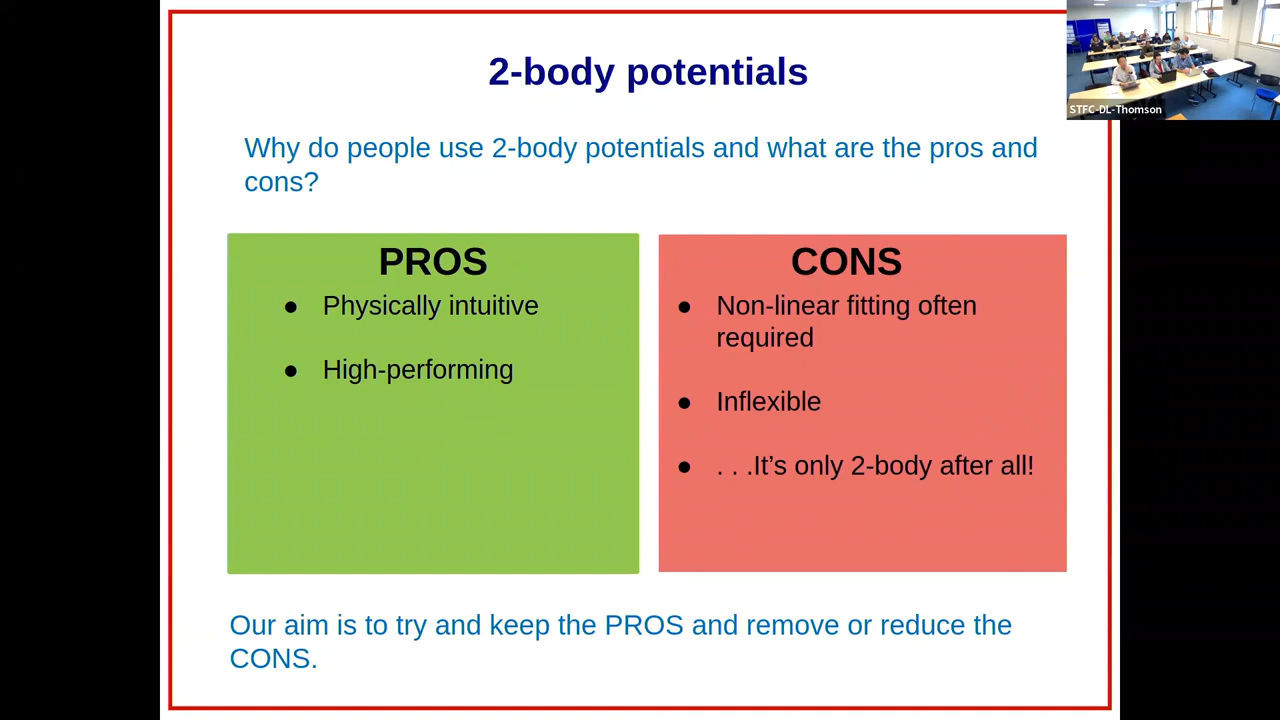 2-body potentials
STFC-DL-Thomson
Why do people use 2-body potentials and what are the pros and
cons?
PROS
● Physically intuitive
● High-performing
CONS
● Non-linear fitting often
required
● Inflexible
● . . .It's only 2-body after all!
Our aim is to try and keep the PROS and remove or reduce the
CONS.